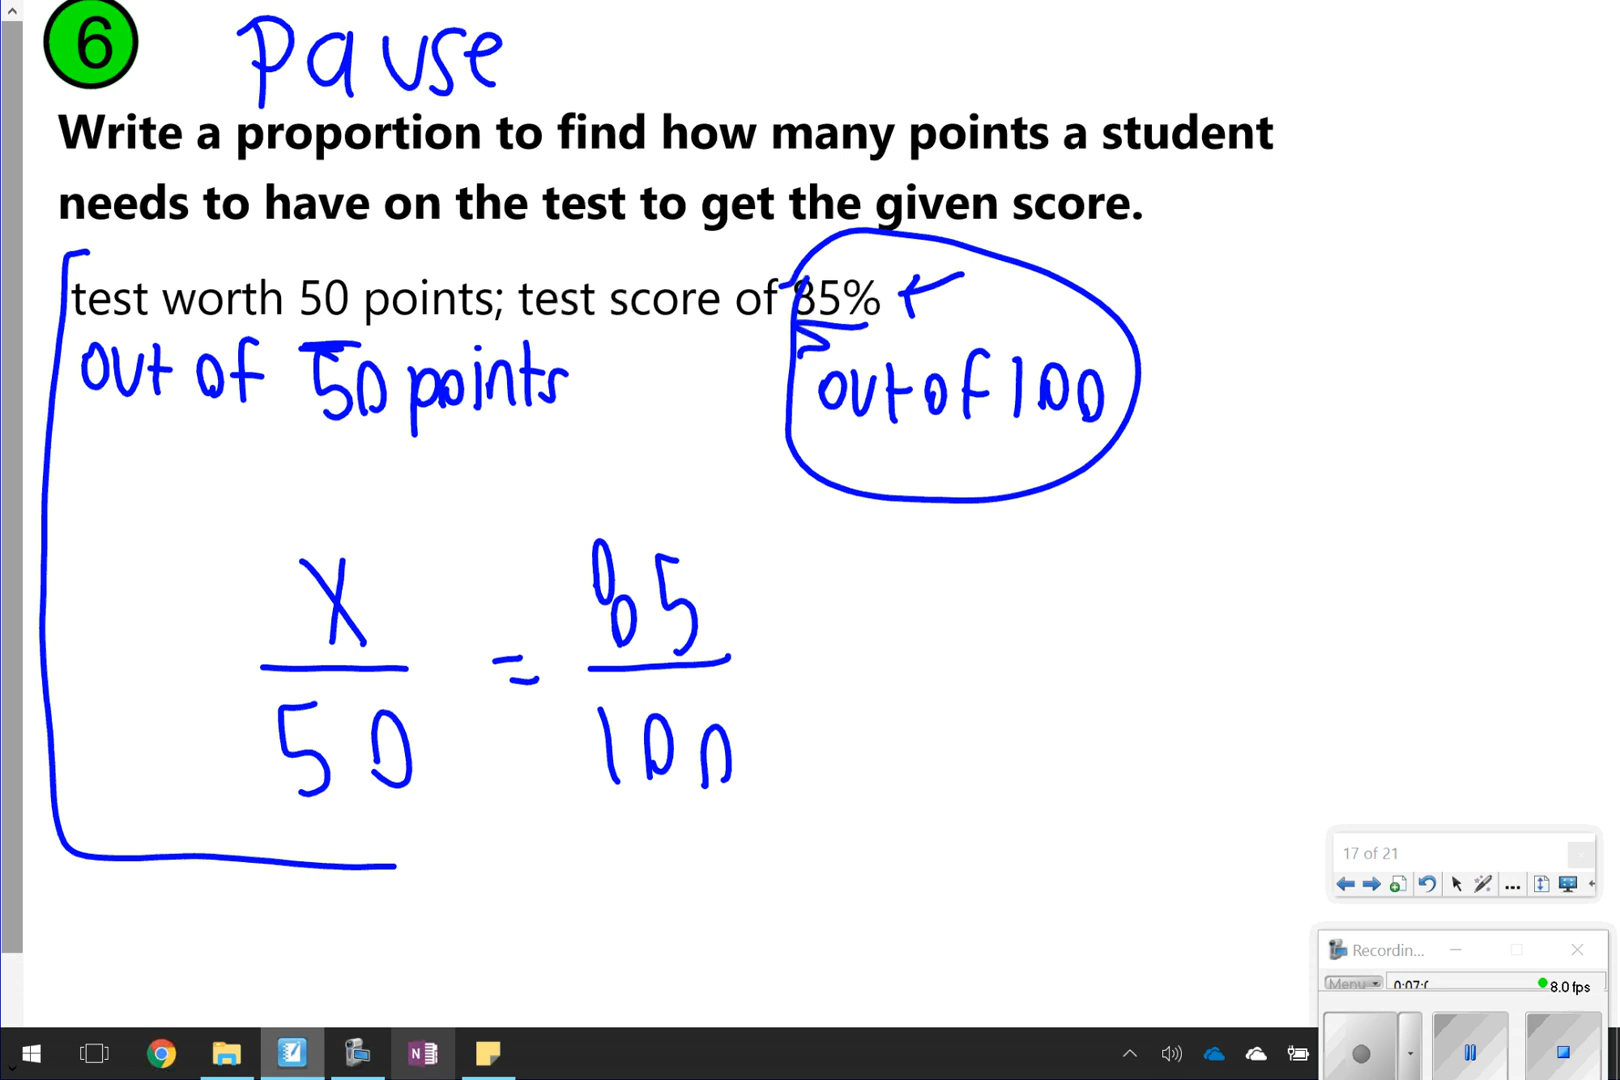 6 Pause
Write a proportion to find how many points a student
needs to have on the test to get the given score.
test worth 50 points; test score of 85%
out of 50 points out of 100
x/50 = 85/100
17 of 21
...
Recordin...
Menu
8.0 fps
N